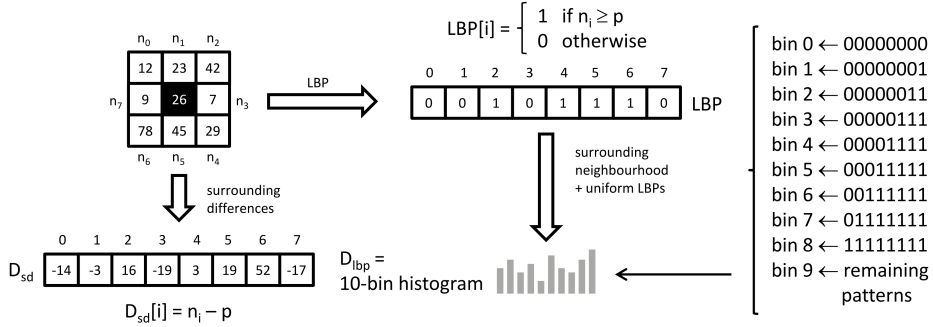 n0 n1 n2
12 23 42
n7 9 26 7 n3
78 45 29
n6 n5 n4
LBP
LBP[i] = { 1 if ni ≥ p
0 otherwise
0 1 2 3 4 5 6 7
0 0 1 0 1 1 1 0 LBP
surrounding
differences
surrounding
neighbourhood
+ uniform LBPs
0 1 2 3 4 5 6 7
Dsd -14 -3 16 -19 3 19 52 -17
Dsd[i] = ni – p
Dlbp =
10-bin histogram
bin 0 ← 00000000
bin 1 ← 00000001
bin 2 ← 00000011
bin 3 ← 00000111
bin 4 ← 00001111
bin 5 ← 00011111
bin 6 ← 00111111
bin 7 ← 01111111
bin 8 ← 11111111
bin 9 ← remaining
patterns